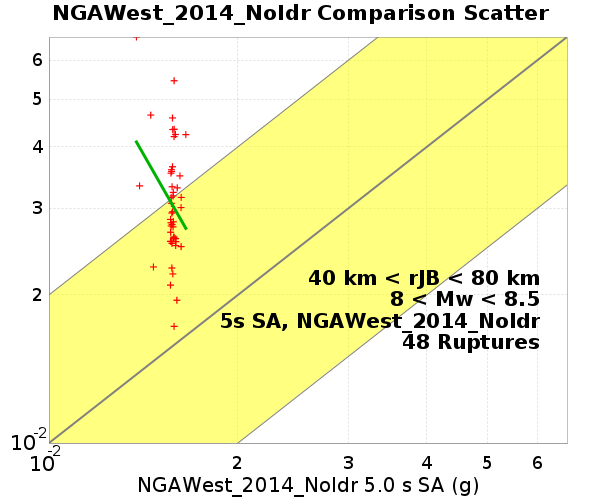 NGAWest_2014_NoIdr Comparison Scatter
6
5
4
3
2
10-2
40 km < rJB < 80 km
8 < Mw < 8.5
5s SA, NGAWest_2014_NoIdr
48 Ruptures
10-2
2
3
4
5
6
NGAWest_2014_NoIdr 5.0 s SA (g)